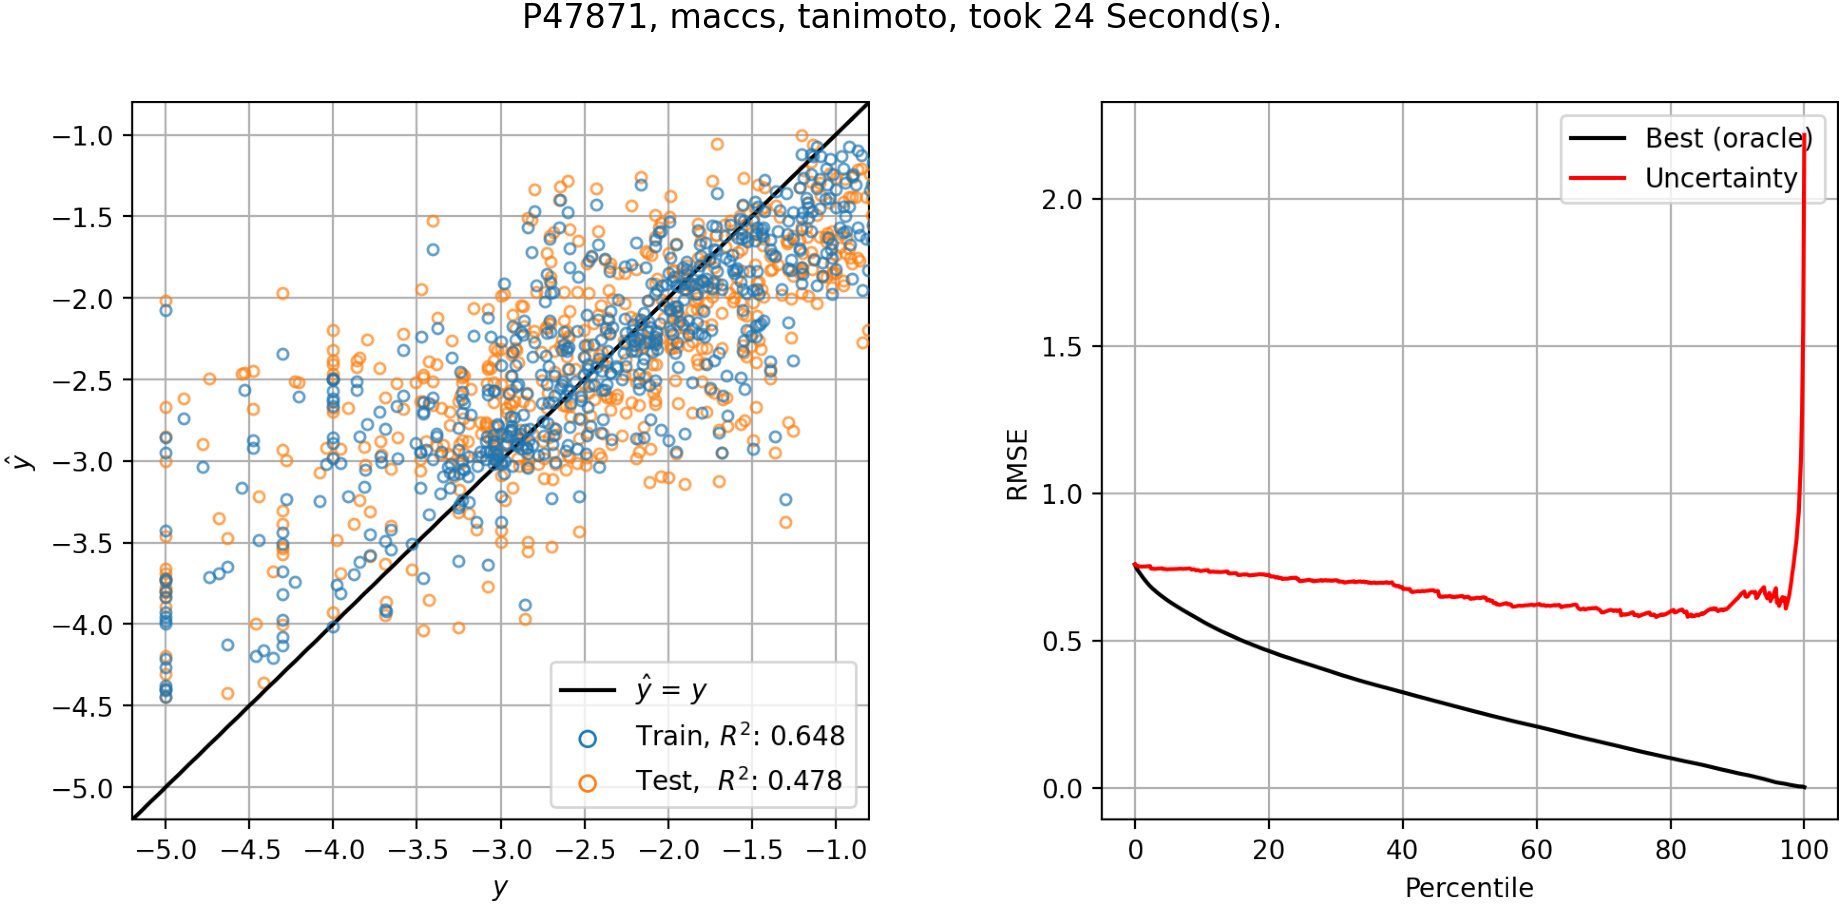 P47871, maccs, tanimoto, took 24 Second(s).
−1.0
−1.5
−2.0
−2.5
−3.0
−3.5
−4.0
−4.5
−5.0
ŷ
ŷ = y
Train, R²: 0.648
Test, R²: 0.478
−5.0 −4.5 −4.0 −3.5 −3.0 −2.5 −2.0 −1.5 −1.0
y
Best (oracle)
Uncertainty
2.0
1.5
1.0
0.5
0.0
RMSE
0 20 40 60 80 100
Percentile